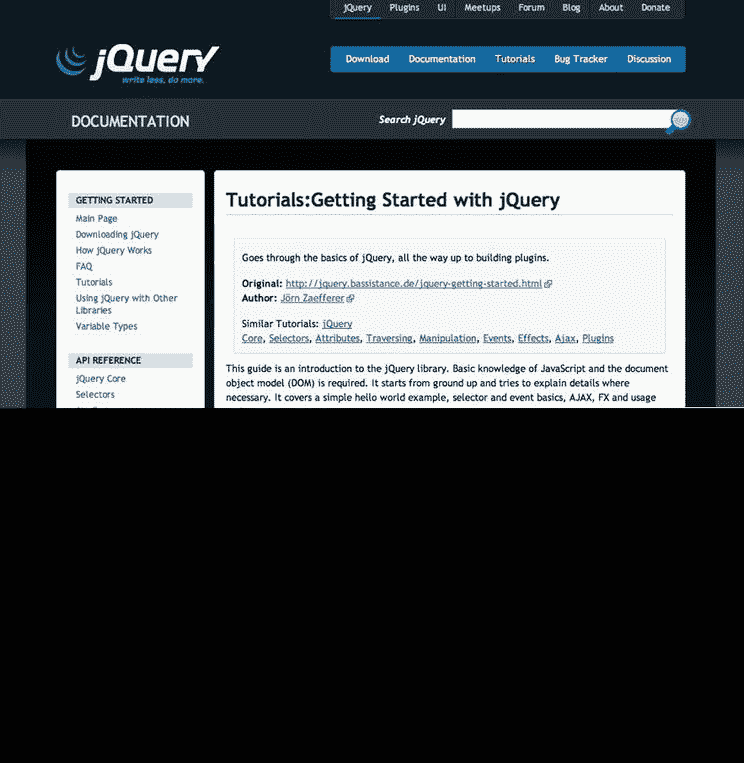 jQuery Plugins UI Meetups Forum Blog About Donate
jQuery
write less, do more.
Download Documentation Tutorials Bug Tracker Discussion
DOCUMENTATION
Search jQuery
GETTING STARTED
Main Page
Downloading jQuery
How jQuery Works
FAQ
Tutorials
Using jQuery with Other
Libraries
Variable Types
API REFERENCE
jQuery Core
Selectors
Tutorials:Getting Started with jQuery
Goes through the basics of jQuery, all the way up to building plugins.
Original: http://jquery.bassistance.de/jquery-getting-started.html
Author: Jörn Zaefferer
Similar Tutorials: jQuery
Core, Selectors, Attributes, Traversing, Manipulation, Events, Effects, Ajax, Plugins
This guide is an introduction to the jQuery library. Basic knowledge of JavaScript and the document
object model (DOM) is required. It starts from ground up and tries to explain details where
necessary. It covers a simple hello world example, selector and event basics, AJAX, FX and usage